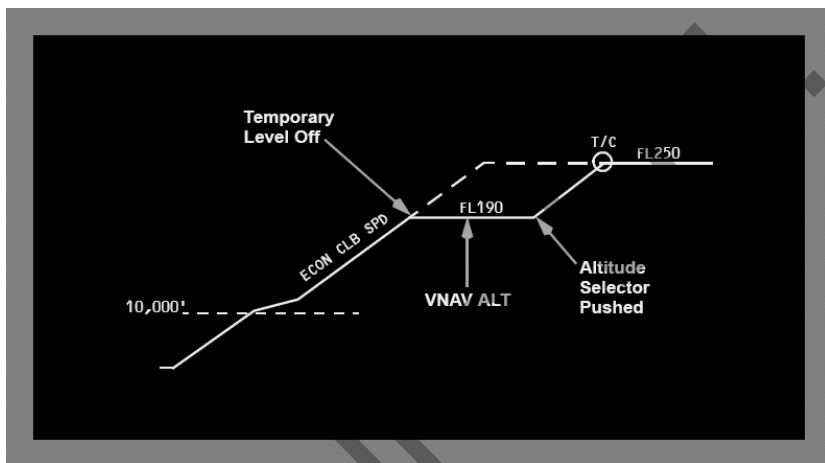 Temporary
Level Off
T/C
FL250
FL190
ECON CLB SPD
10,000'
VNAV ALT
Altitude
Selector
Pushed